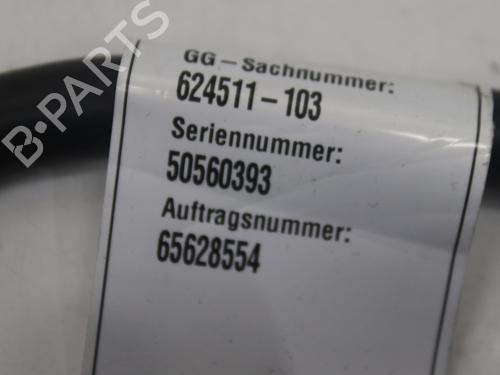 B-PARTS
GG-Sachnummer:
624511-103
Seriennummer:
50560393
Auftragsnummer:
65628554